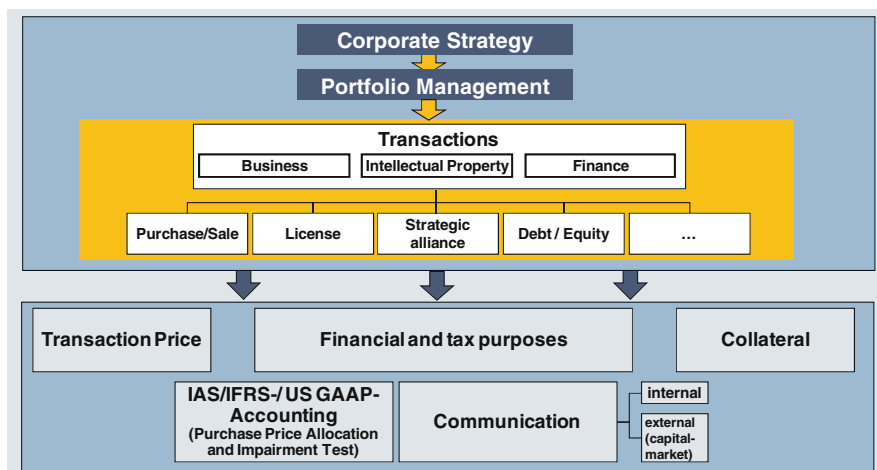 Corporate Strategy
Portfolio Management
Transactions
Business
Intellectual Property
Finance
Purchase/Sale
License
Strategic
alliance
Debt / Equity
...
Transaction Price
Financial and tax purposes
Collateral
IAS/IFRS-/ US GAAP-
Accounting
(Purchase Price Allocation
and Impairment Test)
Communication
internal
external
(capital-
market)